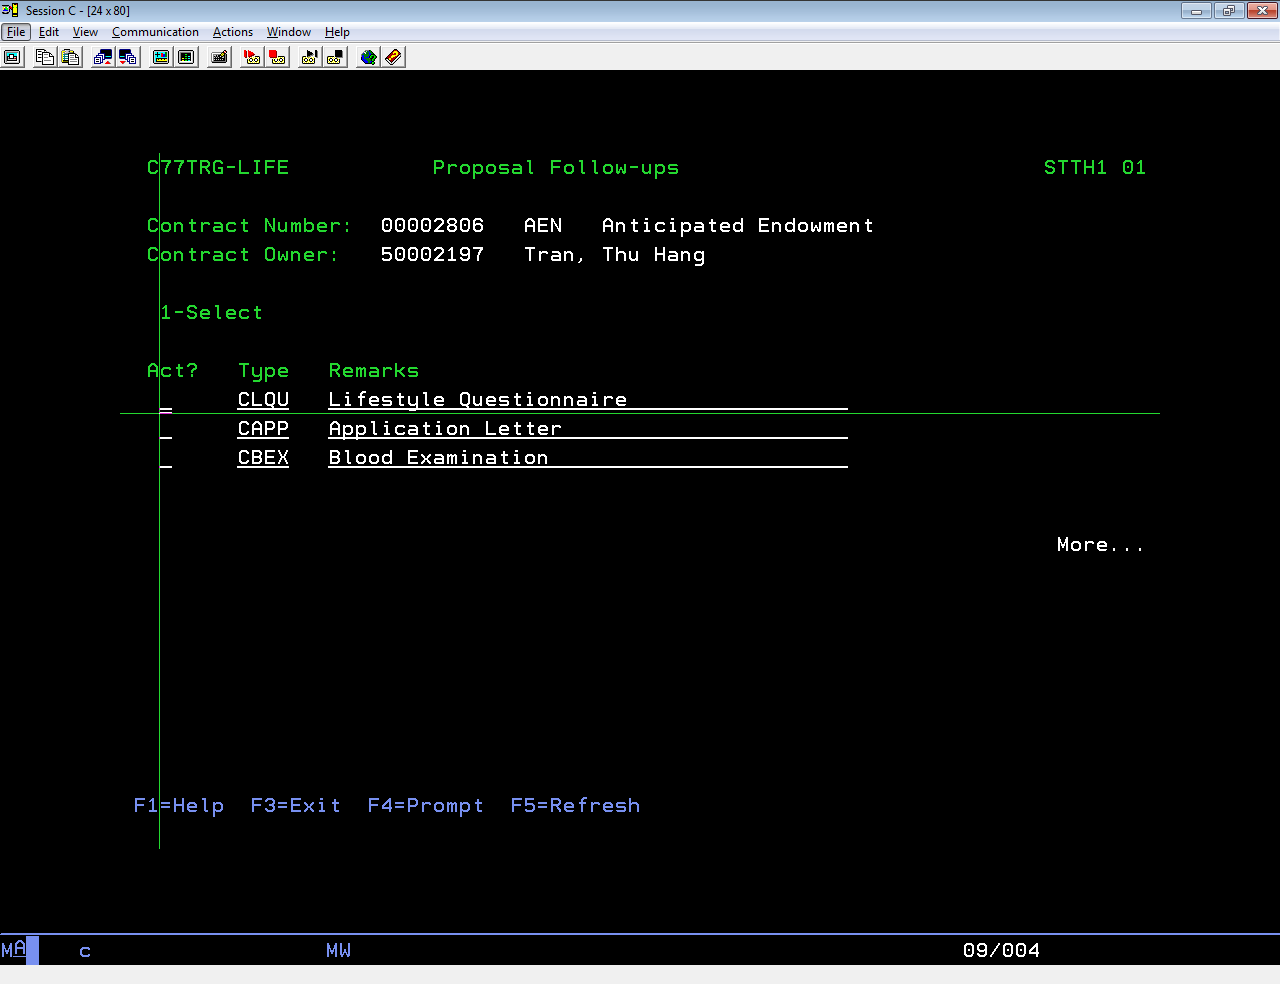 Session C - [24 x 80]
File Edit View Communication Actions Window Help
C77TRG-LIFE Proposal Follow-ups STTH1 01
Contract Number: 00002806 AEN Anticipated Endowment
Contract Owner: 50002197 Tran, Thu Hang
1-Select
Act? Type Remarks
CLQU Lifestyle Questionnaire
CAPP Application Letter
CBEX Blood Examination
More...
F1=Help F3=Exit F4=Prompt F5=Refresh
MA c MW 09/004